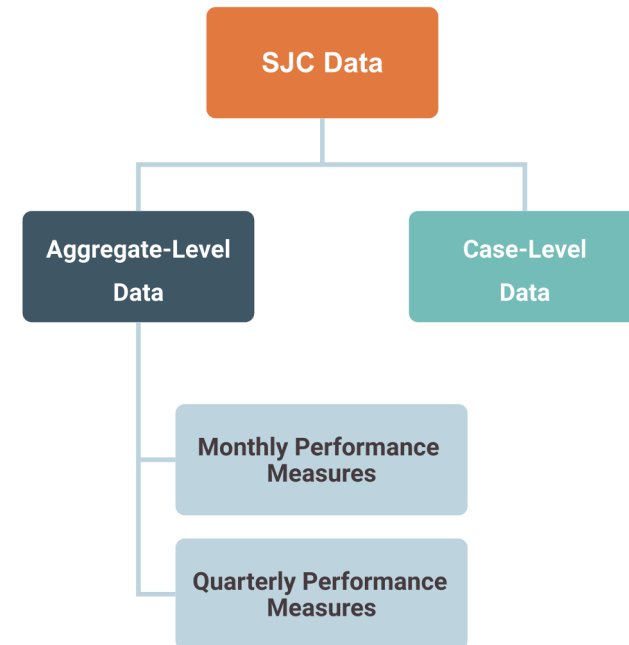 SJC Data
Aggregate-Level
Data
Case-Level
Data
Monthly Performance
Measures
Quarterly Performance
Measures